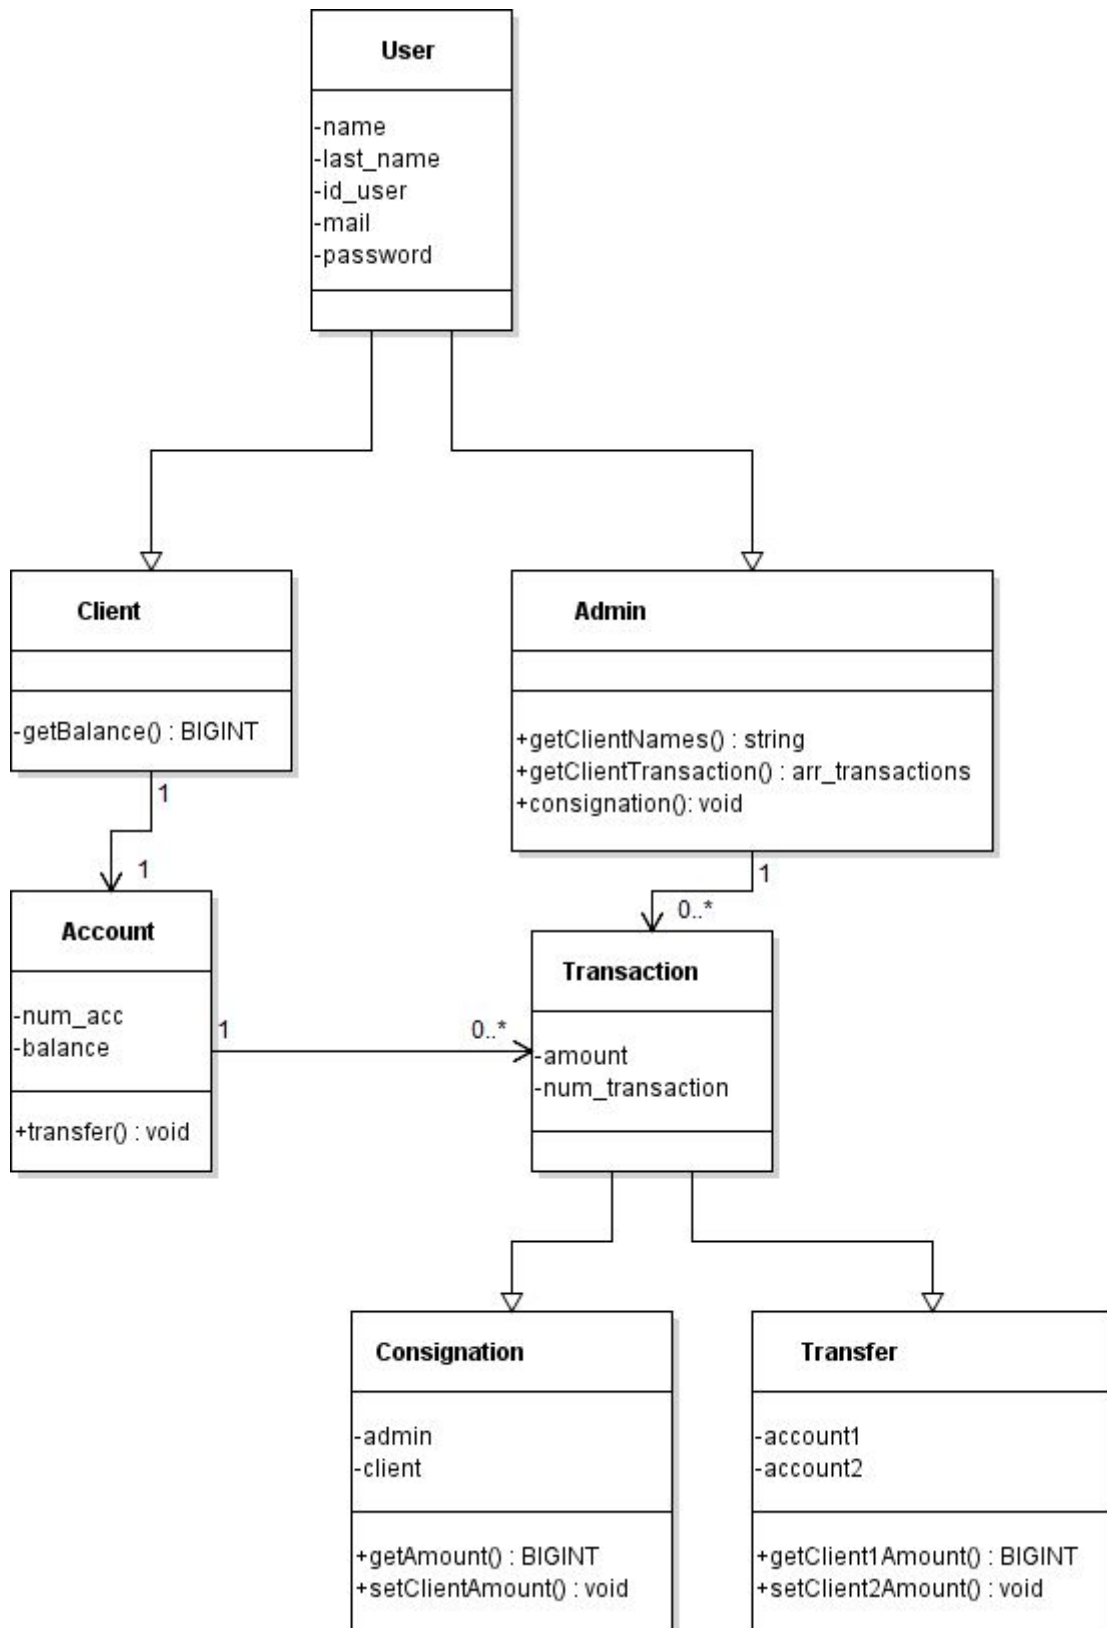 User
-name
-last_name
-id_user
-mail
-password
Client
-getBalance() : BIGINT
Admin
+getClientNames() : string
+getClientTransaction() : arr_transactions
+consignation(): void
1
1
1
0..*
Account
-num_acc
-balance
+transfer() : void
1
0..*
Transaction
-amount
-num_transaction
Consignation
-admin
-client
+getAmount() : BIGINT
+setClientAmount() : void
Transfer
-account1
-account2
+getClient1Amount() : BIGINT
+setClient2Amount() : void